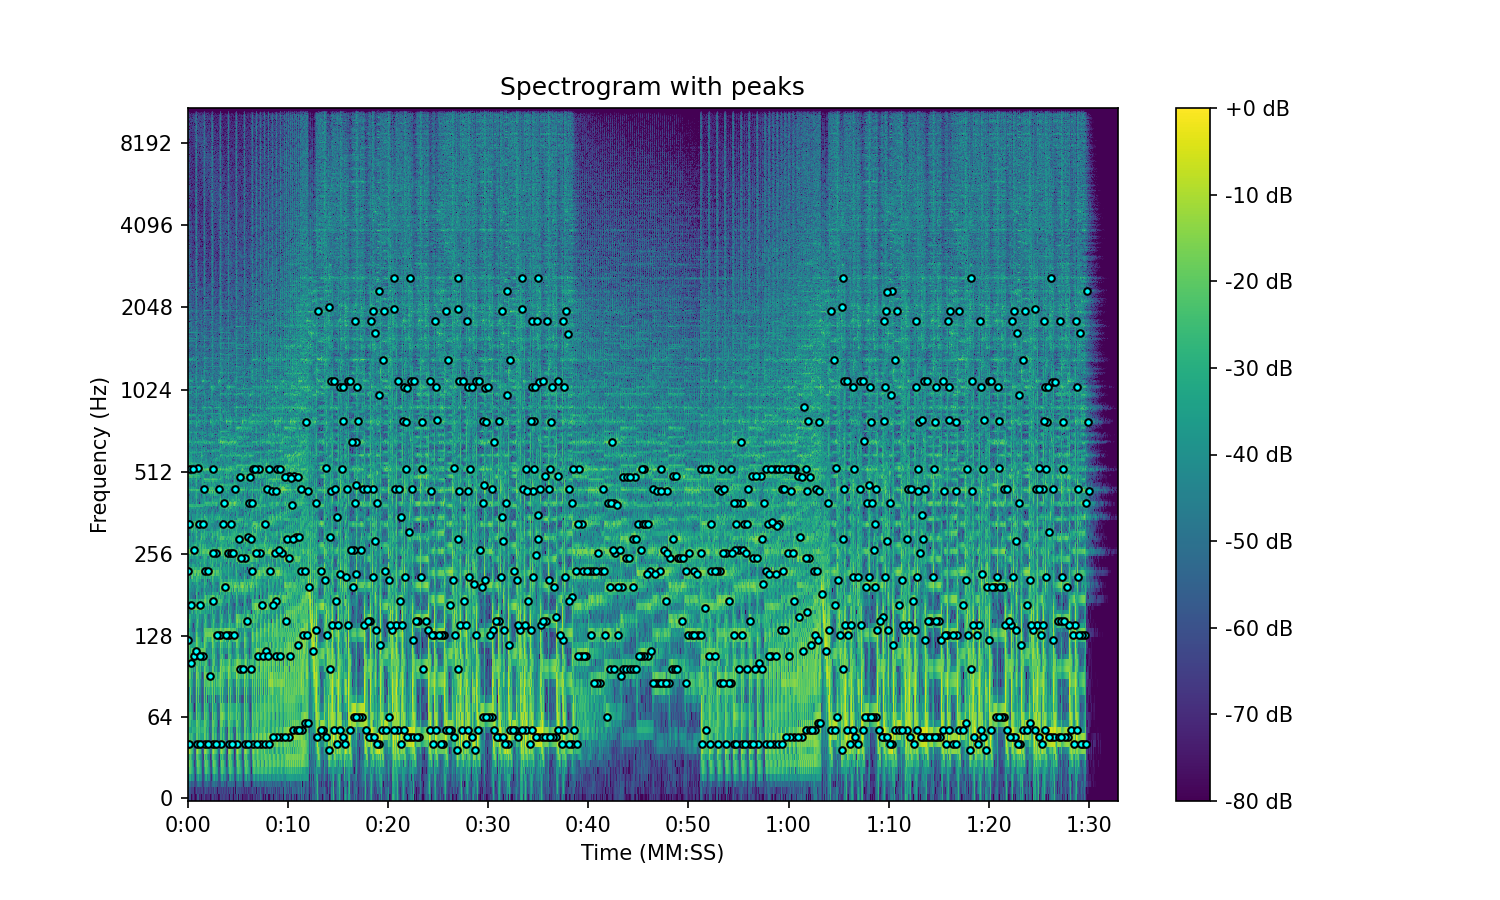 Spectrogram with peaks
Frequency (Hz)
8192
4096
2048
1024
512
256
128
64
0
0:00 0:10 0:20 0:30 0:40 0:50 1:00 1:10 1:20 1:30
Time (MM:SS)
+0 dB
-10 dB
-20 dB
-30 dB
-40 dB
-50 dB
-60 dB
-70 dB
-80 dB